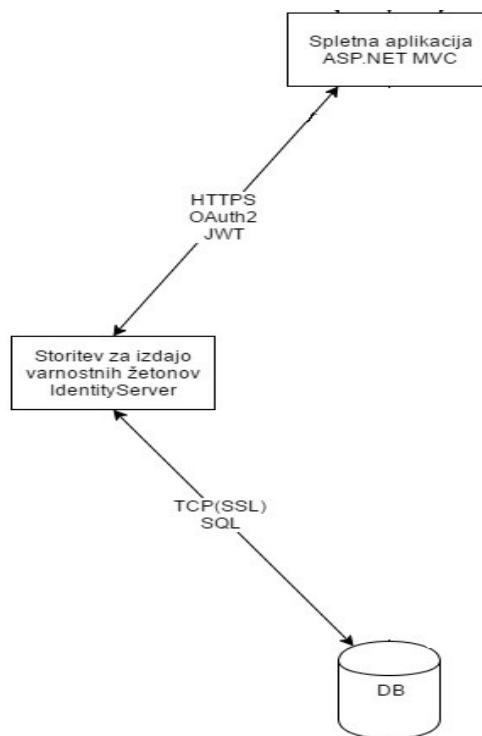 Spletna aplikacija
ASP.NET MVC
HTTPS
OAuth2
JWT
Storitev za izdajo
varnostnih žetonov
IdentityServer
TCP(SSL)
SQL
DB